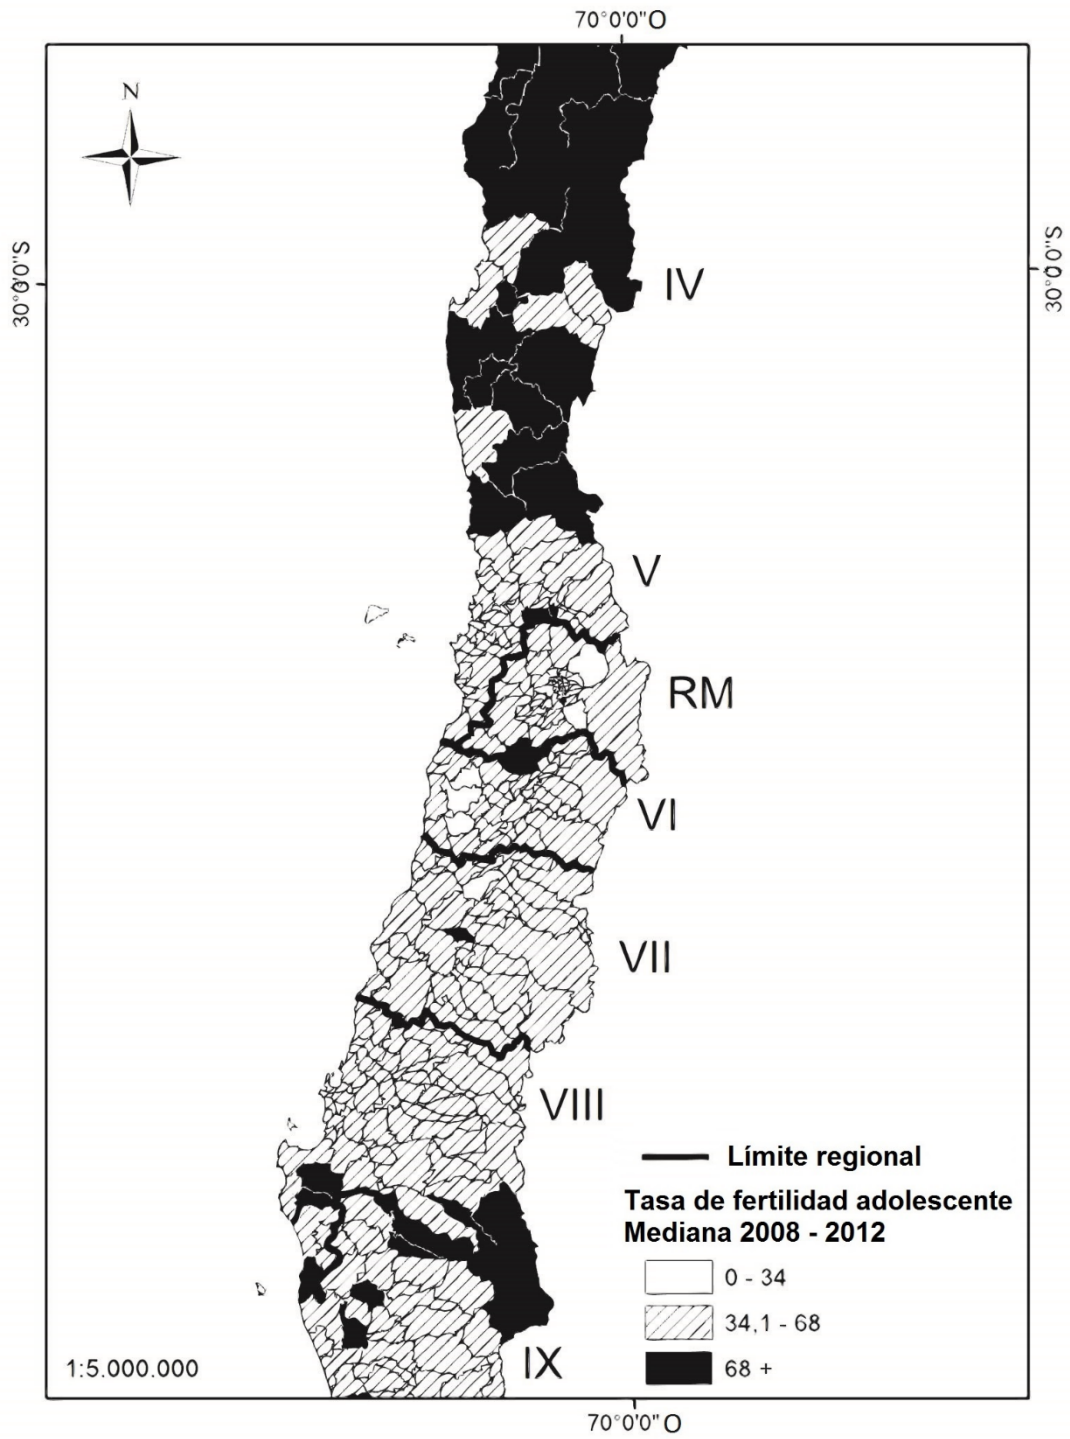 70°0'0"O
N
30°0'0"S
30°0'0"S
IV
V
RM
VI
VII
VIII
Límite regional
Tasa de fertilidad adolescente
Mediana 2008 - 2012
0 - 34
34,1 - 68
68 +
IX
1:5.000.000
70°0'0"O